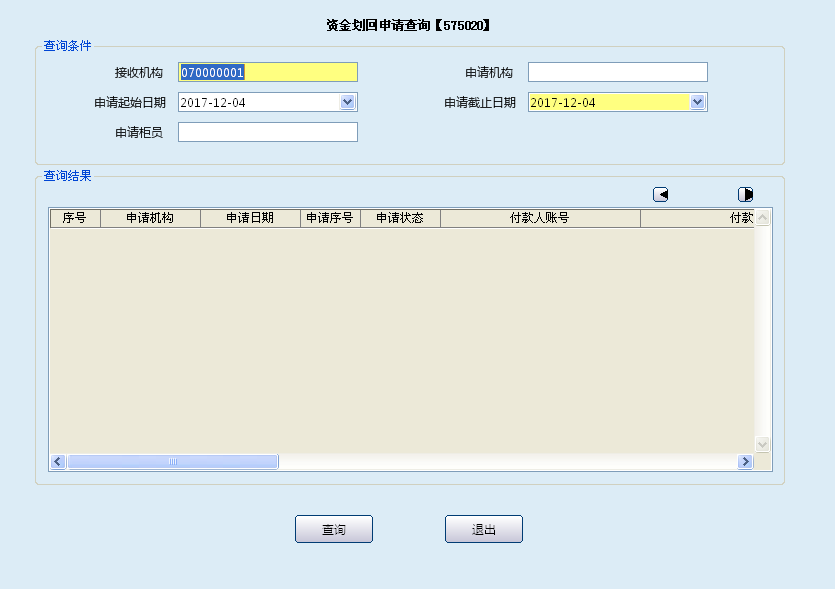 资金划回申请查询【575020】
查询条件
接收机构 070000001 申请机构
申请起始日期 2017-12-04 申请截止日期 2017-12-04
申请柜员
查询结果
序号 申请机构 申请日期 申请序号 申请状态 付款人账号 付款
查询 退出